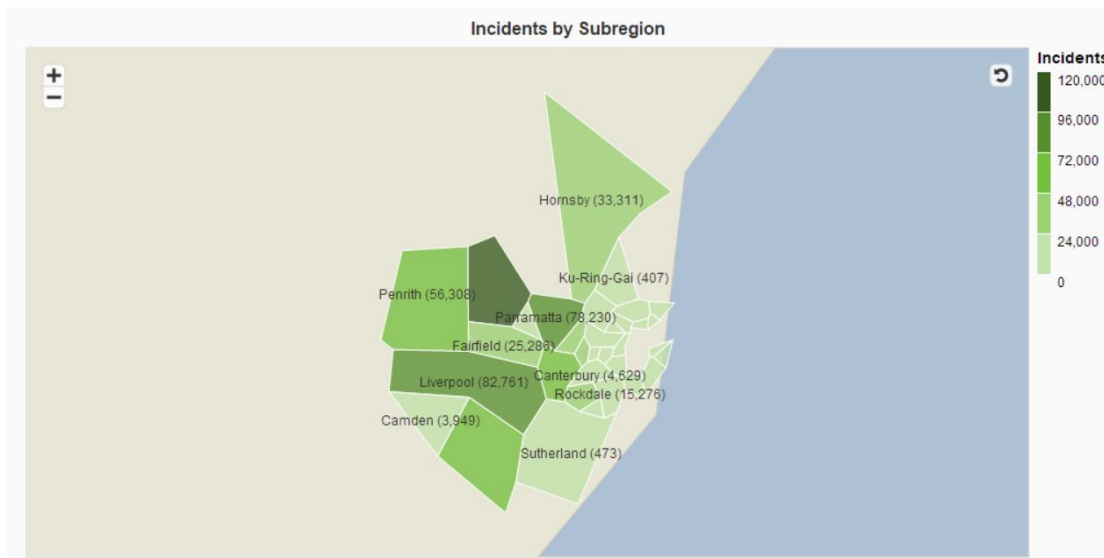 Incidents by Subregion
+
−
Incidents
120,000
96,000
72,000
48,000
24,000
0
Hornsby (33,311)
Ku-Ring-Gai (407)
Penrith (56,308)
Parramatta (78,230)
Fairfield (25,286)
Canterbury (4,629)
Liverpool (82,761)
Rockdale (15,276)
Camden (3,949)
Sutherland (473)